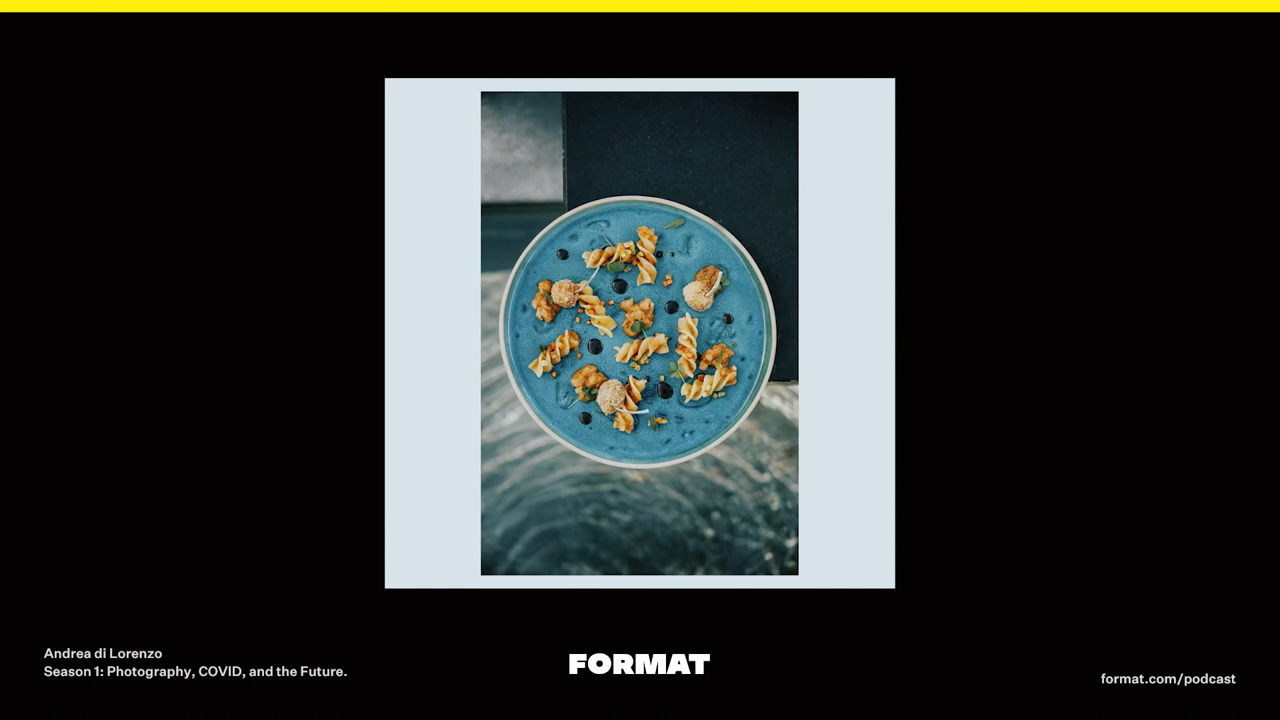 Andrea di Lorenzo
Season 1: Photography, COVID, and the Future.
FORMAT
format.com/podcast